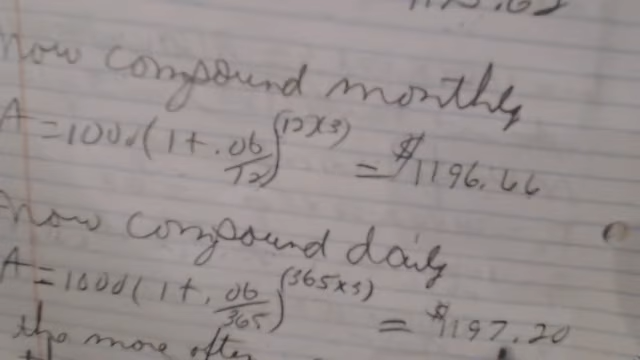 now compound monthly
A = 1000(1 + .06/12)^(12x3) = $1196.66
now compound daily
A = 1000(1 + .06/365)^(365x3) = $1197.20
the more often